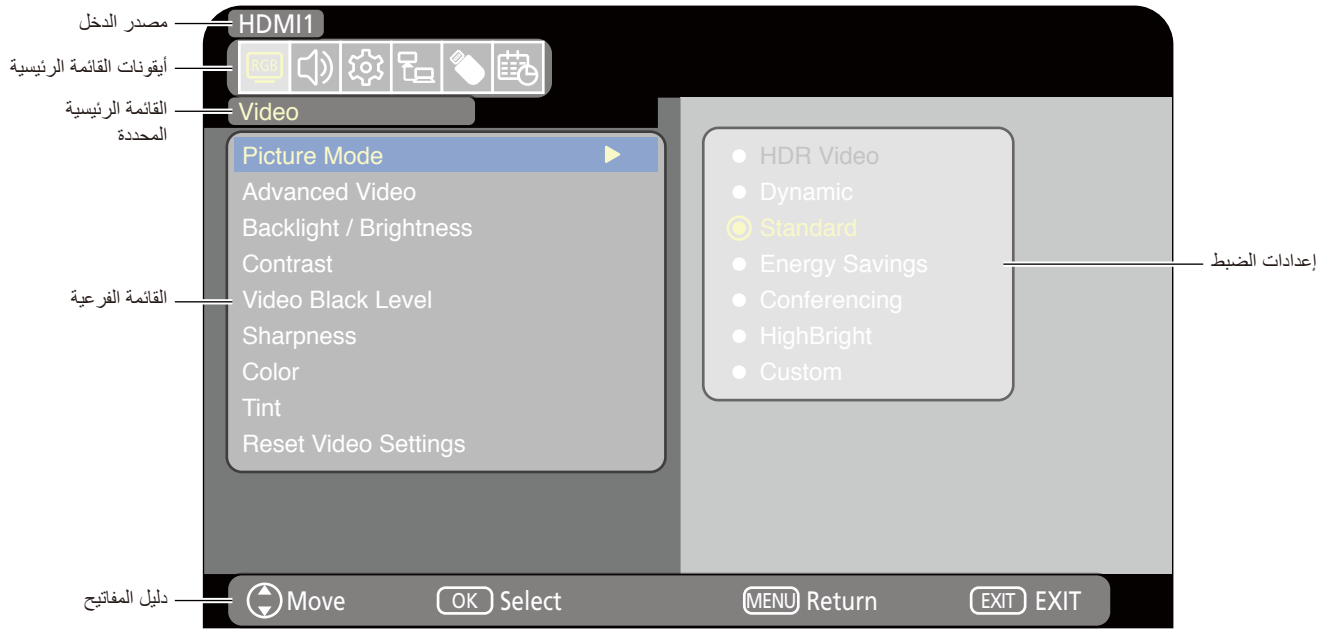 مصدر الدخل
HDMI1
أيقونات القائمة الرئيسية
RGB
القائمة الرئيسية
المحددة
Video
Picture Mode
Advanced Video
Backlight / Brightness
Contrast
القائمة الفرعية
Video Black Level
Sharpness
Color
Tint
Reset Video Settings
HDR Video
Dynamic
Standard
Energy Savings
Conferencing
HighBright
Custom
إعدادات الضبط
دليل المفاتيح
Move OK Select MENU Return EXIT EXIT